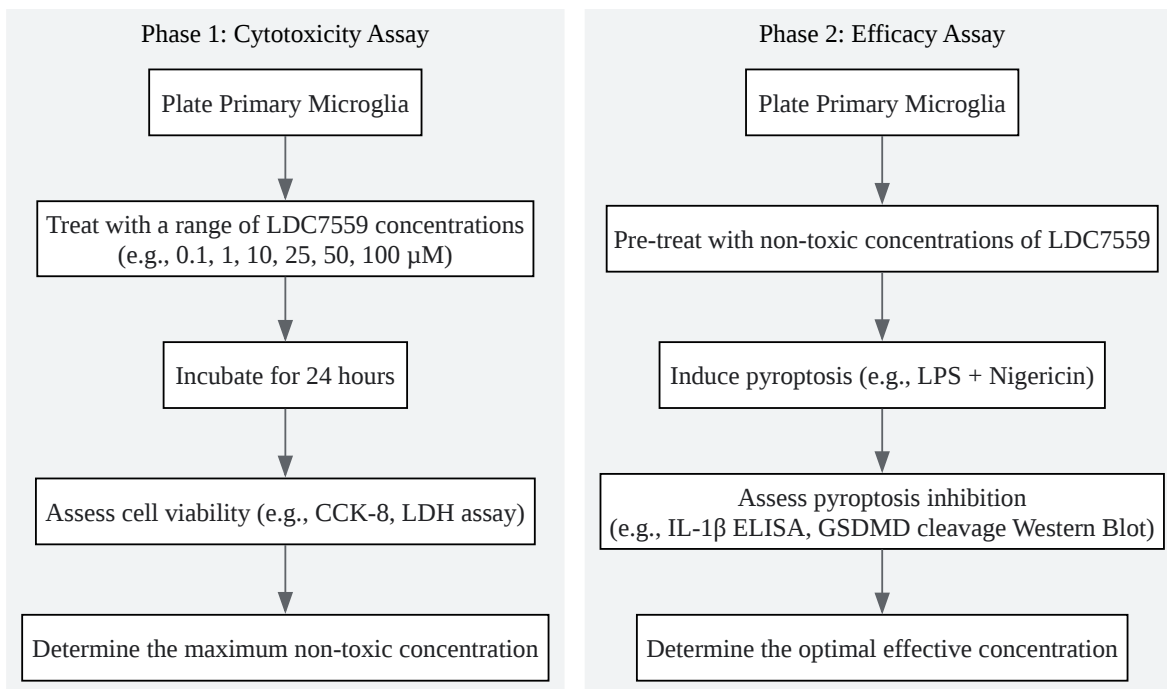 Phase 1: Cytotoxicity Assay
Plate Primary Microglia
Treat with a range of LDC7559 concentrations
(e.g., 0.1, 1, 10, 25, 50, 100 µM)
Incubate for 24 hours
Assess cell viability (e.g., CCK-8, LDH assay)
Determine the maximum non-toxic concentration
Phase 2: Efficacy Assay
Plate Primary Microglia
Pre-treat with non-toxic concentrations of LDC7559
Induce pyroptosis (e.g., LPS + Nigericin)
Assess pyroptosis inhibition
(e.g., IL-1β ELISA, GSDMD cleavage Western Blot)
Determine the optimal effective concentration